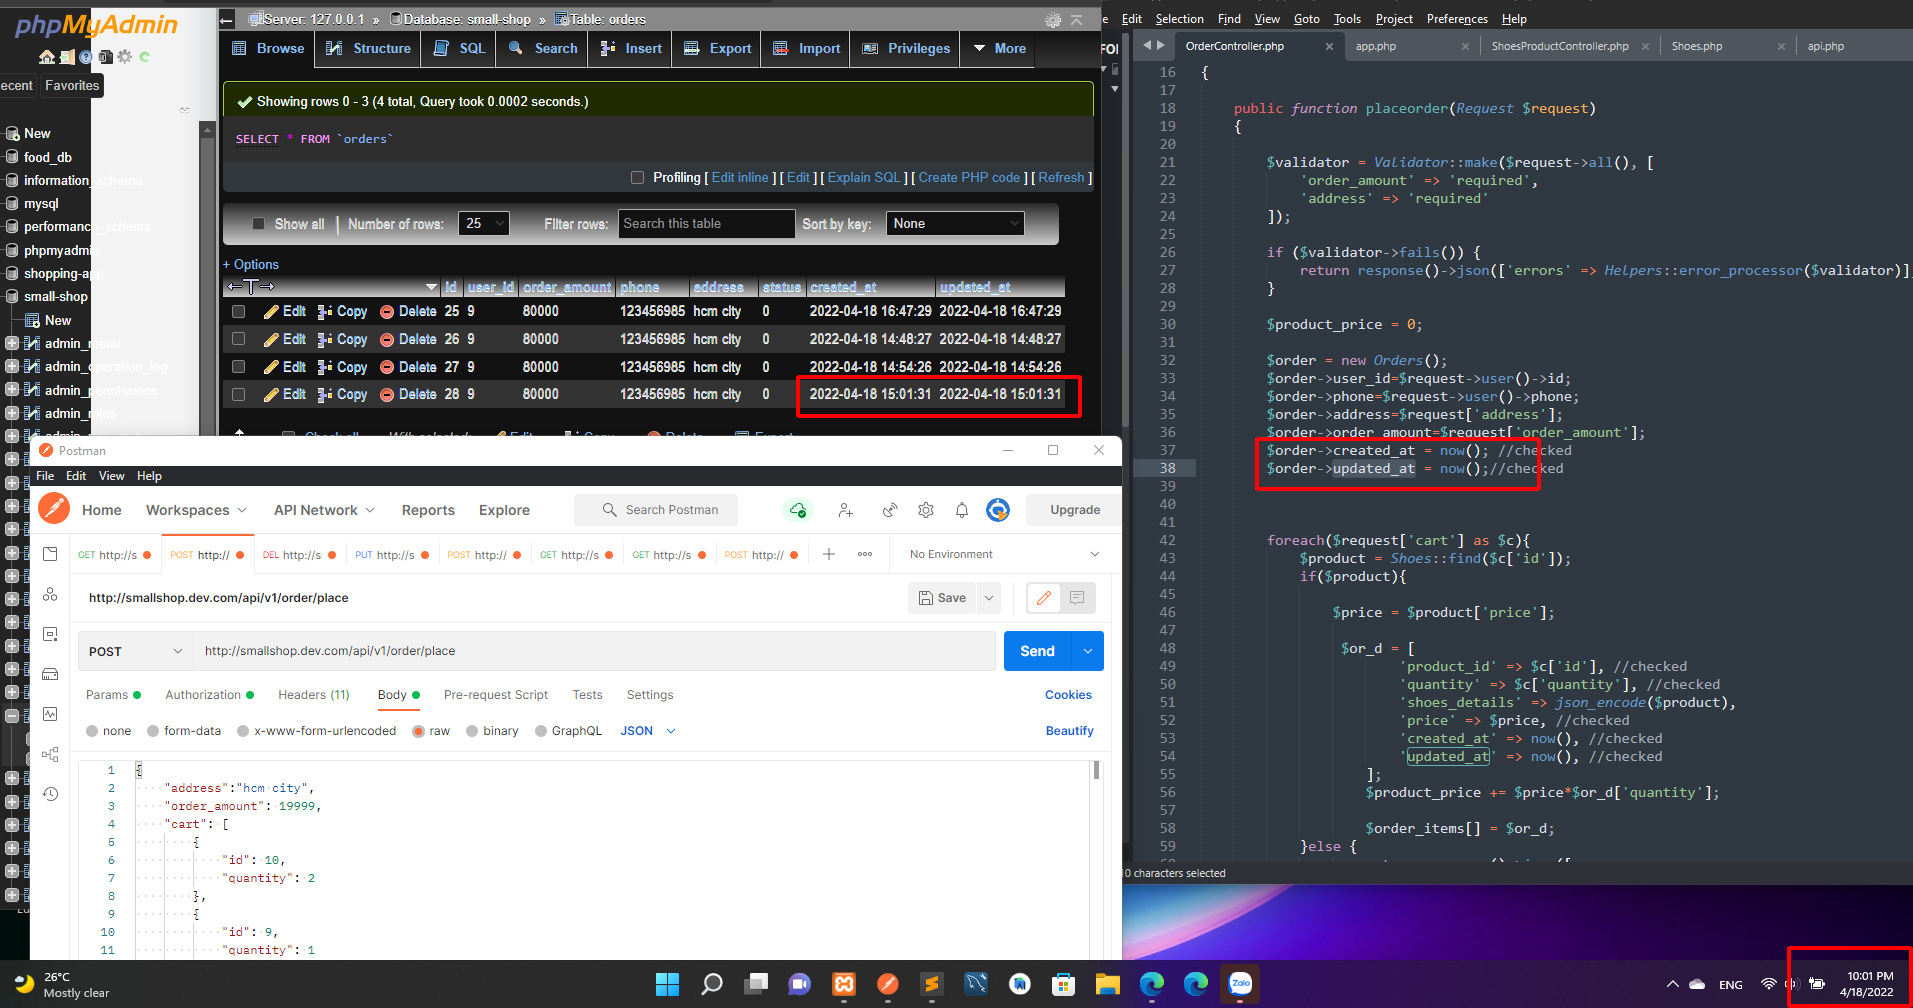 phpMyAdmin
ecent Favorites
New
food_db
information_schema
mysql
performance_schema
phpmyadmin
shopping-app
small-shop
New
admin_menu
admin_operation_log
admin_permissions
admin_roles
Server: 127.0.0.1 » Database: small-shop » Table: orders
Browse Structure SQL Search Insert Export Import Privileges More
Showing rows 0 - 3 (4 total, Query took 0.0002 seconds.)
SELECT * FROM `orders`
Profiling [ Edit inline ] [ Edit ] [ Explain SQL ] [ Create PHP code ] [ Refresh ]
Show all Number of rows: 25 Filter rows: Search this table Sort by key: None
+ Options
id user_id order_amount phone address status created_at updated_at
Edit Copy Delete 25 9 80000 123456985 hcm city 0 2022-04-18 16:47:29 2022-04-18 16:47:29
Edit Copy Delete 26 9 80000 123456985 hcm city 0 2022-04-18 14:48:27 2022-04-18 14:48:27
Edit Copy Delete 27 9 80000 123456985 hcm city 0 2022-04-18 14:54:26 2022-04-18 14:54:26
Edit Copy Delete 28 9 80000 123456985 hcm city 0 2022-04-18 15:01:31 2022-04-18 15:01:31
Postman
File Edit View Help
Home Workspaces API Network Reports Explore Search Postman Upgrade
GET http://s POST http:// DEL http://s PUT http://s POST http:// GET http://s GET http://s POST http:// + No Environment
http://smallshop.dev.com/api/v1/order/place
Save
POST http://smallshop.dev.com/api/v1/order/place Send
Params Authorization Headers (11) Body Pre-request Script Tests Settings Cookies
none form-data x-www-form-urlencoded raw binary GraphQL JSON Beautify
1 {
2 "address":"hcm city",
3 "order_amount": 19999,
4 "cart": [
5 {
6 "id": 10,
7 "quantity": 2
8 },
9 {
10 "id": 9,
11 "quantity": 1
e Edit Selection Find View Goto Tools Project Preferences Help
FO
OrderController.php app.php ShoesProductController.php Shoes.php api.php
16 {
17
18 public function placeorder(Request $request)
19 {
20
21 $validator = Validator::make($request->all(), [
22 'order_amount' => 'required',
23 'address' => 'required'
24 ]);
25
26 if ($validator->fails()) {
27 return response()->json(['errors' => Helpers::error_processor($validator)]
28 }
29
30 $product_price = 0;
31
32 $order = new Orders();
33 $order->user_id=$request->user()->id;
34 $order->phone=$request->user()->phone;
35 $order->address=$request['address'];
36 $order->order_amount=$request['order_amount'];
37 $order->created_at = now(); //checked
38 $order->updated_at = now();//checked
39
40
41
42 foreach($request['cart'] as $c){
43 $product = Shoes::find($c['id']);
44 if($product){
45
46 $price = $product['price'];
47
48 $or_d = [
49 'product_id' => $c['id'], //checked
50 'quantity' => $c['quantity'], //checked
51 'shoes_details' => json_encode($product),
52 'price' => $price, //checked
53 'created_at' => now(), //checked
54 'updated_at' => now(), //checked
55 ];
56 $product_price += $price*$or_d['quantity'];
57
58 $order_items[] = $or_d;
59 }else {
10 characters selected
26°C
Mostly clear
Zalo
ENG
10:01 PM
4/18/2022